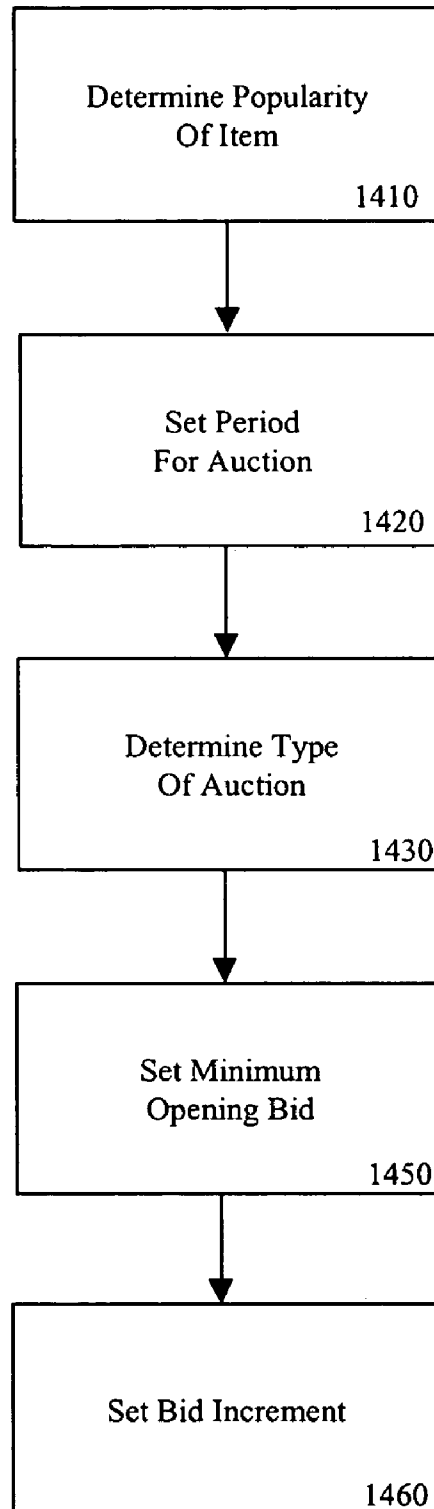 Determine Popularity
Of Item
1410
Set Period
For Auction
1420
Determine Type
Of Auction
1430
Set Minimum
Opening Bid
1450
Set Bid Increment
1460